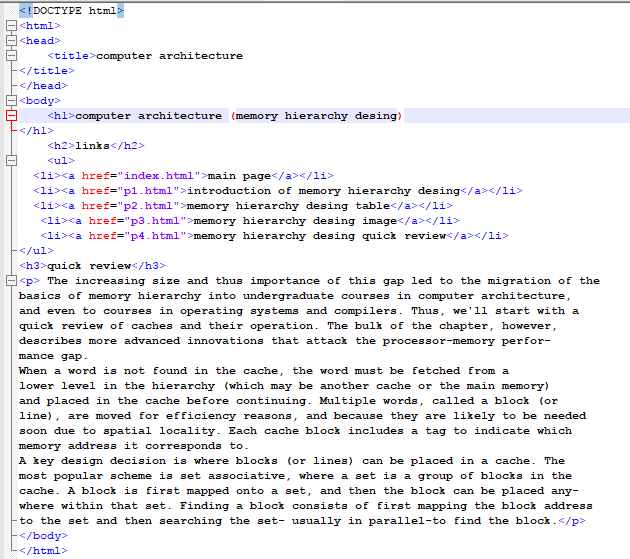 <!DOCTYPE html>
<html>
<head>
<title>computer architecture
</title>
</head>
<body>
<h1>computer architecture (memory hierarchy desing)
</h1>
<h2>links</h2>
<ul>
<li><a href="index.html">main page</a></li>
<li><a href="p1.html">introduction of memory hierarchy desing</a></li>
<li><a href="p2.html">memory hierarchy desing table</a></li>
<li><a href="p3.html">memory hierarchy desing image</a></li>
<li><a href="p4.html">memory hierarchy desing quick review</a></li>
</ul>
<h3>quick review</h3>
<p> The increasing size and thus importance of this gap led to the migration of the
basics of memory hierarchy into undergraduate courses in computer architecture,
and even to courses in operating systems and compilers. Thus, we'll start with a
quick review of caches and their operation. The bulk of the chapter, however,
describes more advanced innovations that attack the processor-memory perfor-
mance gap.
When a word is not found in the cache, the word must be fetched from a
lower level in the hierarchy (which may be another cache or the main memory)
and placed in the cache before continuing. Multiple words, called a block (or
line), are moved for efficiency reasons, and because they are likely to be needed
soon due to spatial locality. Each cache block includes a tag to indicate which
memory address it corresponds to.
A key design decision is where blocks (or lines) can be placed in a cache. The
most popular scheme is set associative, where a set is a group of blocks in the
cache. A block is first mapped onto a set, and then the block can be placed any-
where within that set. Finding a block consists of first mapping the block address
to the set and then searching the set- usually in parallel-to find the block.</p>
</body>
</html>